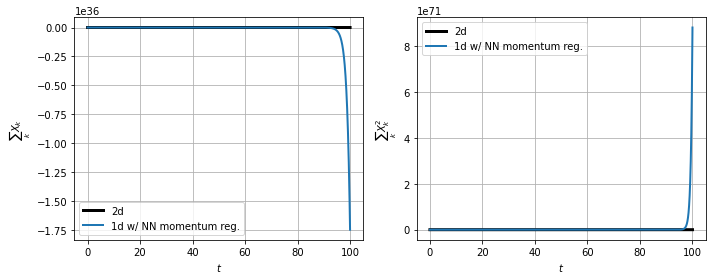 1e36
0.00
−0.25
−0.50
−0.75
−1.00
−1.25
−1.50
−1.75
∑ₖ Xₖ
2d
1d w/ NN momentum reg.
0 20 40 60 80 100
t
1e71
8
6
4
2
0
∑ₖ Xₖ²
2d
1d w/ NN momentum reg.
0 20 40 60 80 100
t